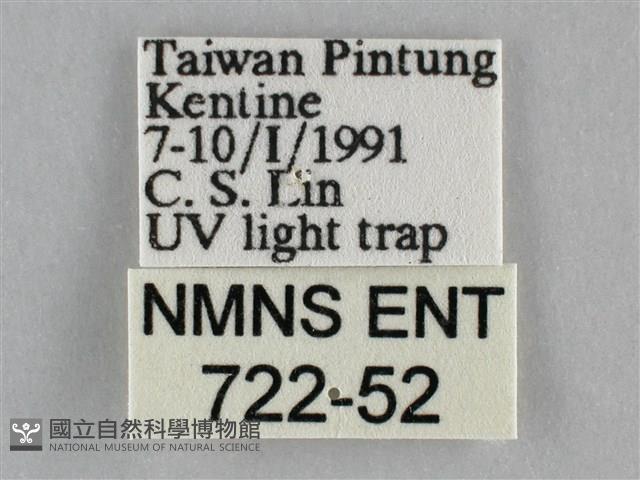 Taiwan Pintung
Kentine
7-10/I/1991
C. S. Lin
UV light trap
NMNS ENT
722-52
國立自然科學博物館
NATIONAL MUSEUM OF NATURAL SCIENCE